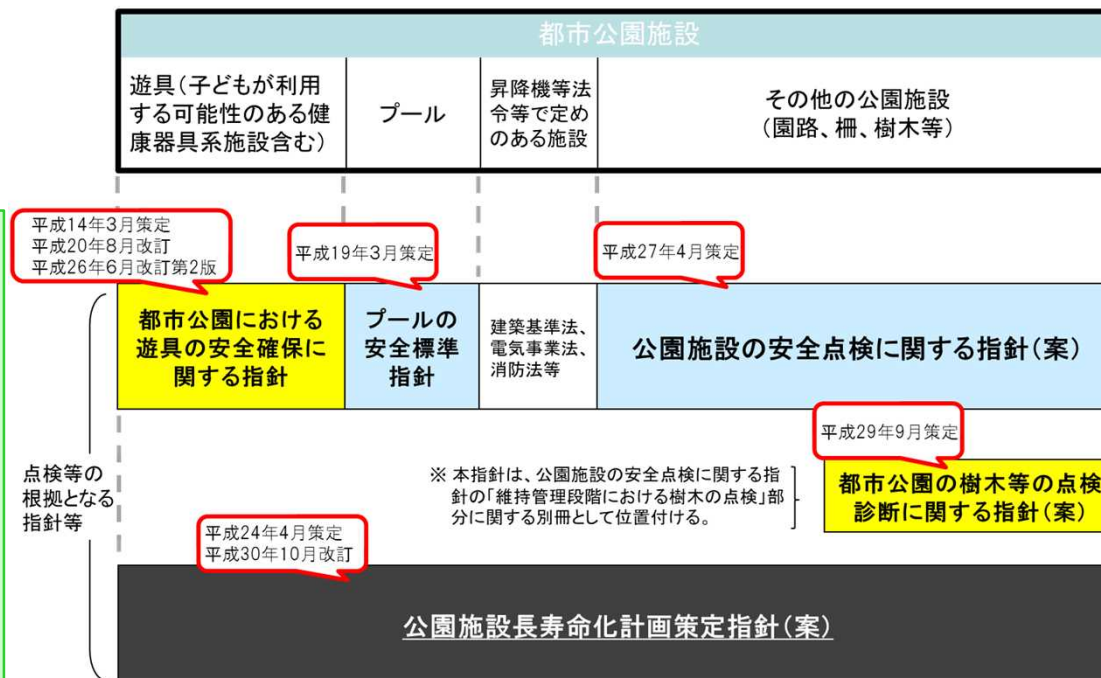 都市公園施設
遊具(子どもが利用
する可能性のある健
康器具系施設含む)
プール
昇降機等法
令等で定め
のある施設
その他の公園施設
(園路、柵、樹木等)
平成14年3月策定
平成20年8月改訂
平成26年6月改訂第2版
平成19年3月策定
平成27年4月策定
都市公園における
遊具の安全確保に
関する指針
プールの
安全標準
指針
建築基準法、
電気事業法、
消防法等
公園施設の安全点検に関する指針(案)
平成29年9月策定
点検等の
根拠となる
指針等
※ 本指針は、公園施設の安全点検に関する指
針の「維持管理段階における樹木の点検」部
分に関する別冊として位置付ける。
都市公園の樹木等の点検
診断に関する指針(案)
平成24年4月策定
平成30年10月改訂
公園施設長寿命化計画策定指針(案)